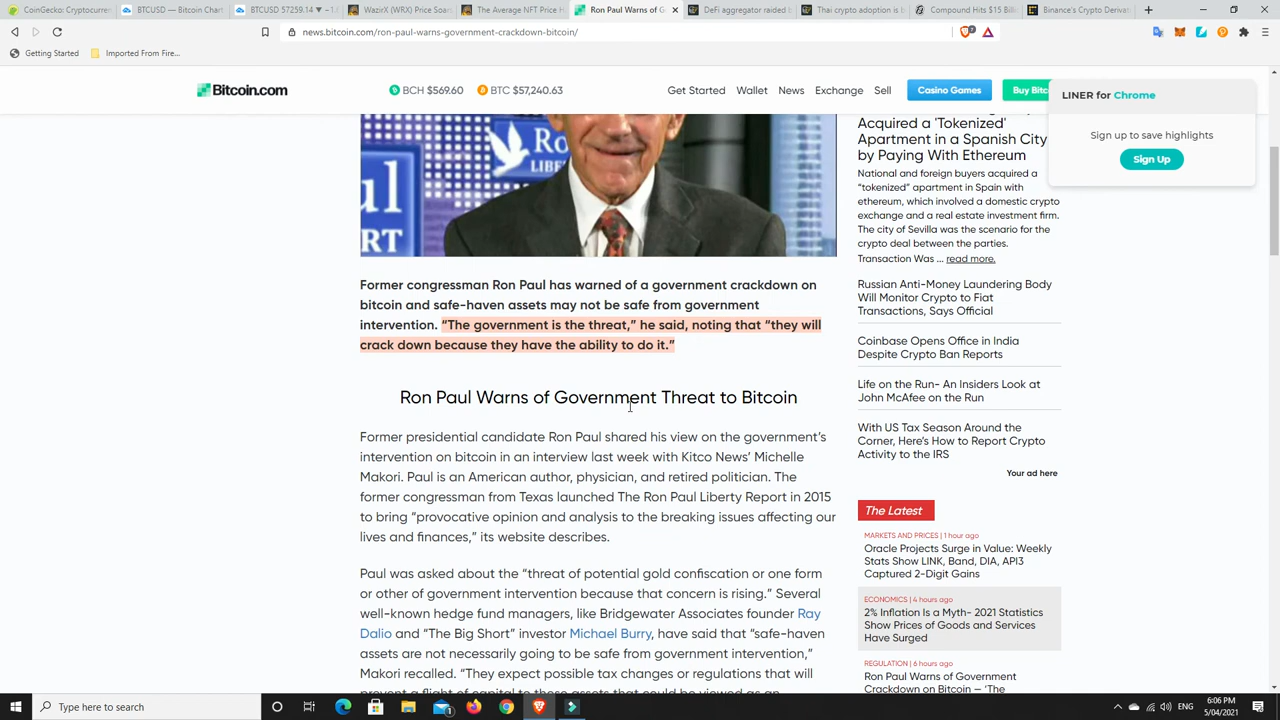 CoinGecko: Cryptocurren
BTCUSD — Bitcoin Chart
BTCUSD 57259.14 ▼ −1.
WazirX (WRX) Price Soar
The Average NFT Price H
Ron Paul Warns of G
DeFi aggregator raided b
Thai crypto adoption is b
Compound Hits $15 Billi
Binance's Crypto Derivat
news.bitcoin.com/ron-paul-warns-government-crackdown-bitcoin/
Getting Started
Imported From Fire...
Bitcoin.com
BCH $569.60
BTC $57,240.63
Get Started
Wallet
News
Exchange
Sell
Casino Games
Buy Bitc
LINER for Chrome
Sign up to save highlights
Sign Up
Ro
LIBERT
ul
RT
Former congressman Ron Paul has warned of a government crackdown on
bitcoin and safe-haven assets may not be safe from government
intervention. “The government is the threat,” he said, noting that “they will
crack down because they have the ability to do it.”
Ron Paul Warns of Government Threat to Bitcoin
Former presidential candidate Ron Paul shared his view on the government’s
intervention on bitcoin in an interview last week with Kitco News’ Michelle
Makori. Paul is an American author, physician, and retired politician. The
former congressman from Texas launched The Ron Paul Liberty Report in 2015
to bring “provocative opinion and analysis to the breaking issues affecting our
lives and finances,” its website describes.
Paul was asked about the “threat of potential gold confiscation or one form
or other of government intervention because that concern is rising.” Several
well-known hedge fund managers, like Bridgewater Associates founder Ray
Dalio and “The Big Short” investor Michael Burry, have said that “safe-haven
assets are not necessarily going to be safe from government intervention,”
Makori recalled. “They expect possible tax changes or regulations that will
prevent a flight of capital to these assets that could be viewed as an
Acquired a 'Tokenized'
Apartment in a Spanish City
by Paying With Ethereum
National and foreign buyers acquired a
“tokenized” apartment in Spain with
ethereum, which involved a domestic crypto
exchange and a real estate investment firm.
The city of Sevilla was the scenario for the
crypto deal between the parties.
Transaction Was ... read more.
Russian Anti-Money Laundering Body
Will Monitor Crypto to Fiat
Transactions, Says Official
Coinbase Opens Office in India
Despite Crypto Ban Reports
Life on the Run- An Insiders Look at
John McAfee on the Run
With US Tax Season Around the
Corner, Here’s How to Report Crypto
Activity to the IRS
Your ad here
The Latest
MARKETS AND PRICES | 1 hour ago
Oracle Projects Surge in Value: Weekly
Stats Show LINK, Band, DIA, API3
Captured 2-Digit Gains
ECONOMICS | 4 hours ago
2% Inflation Is a Myth- 2021 Statistics
Show Prices of Goods and Services
Have Surged
REGULATION | 6 hours ago
Ron Paul Warns of Government
Crackdown on Bitcoin — 'The
Type here to search
ENG
6:06 PM
5/04/2021